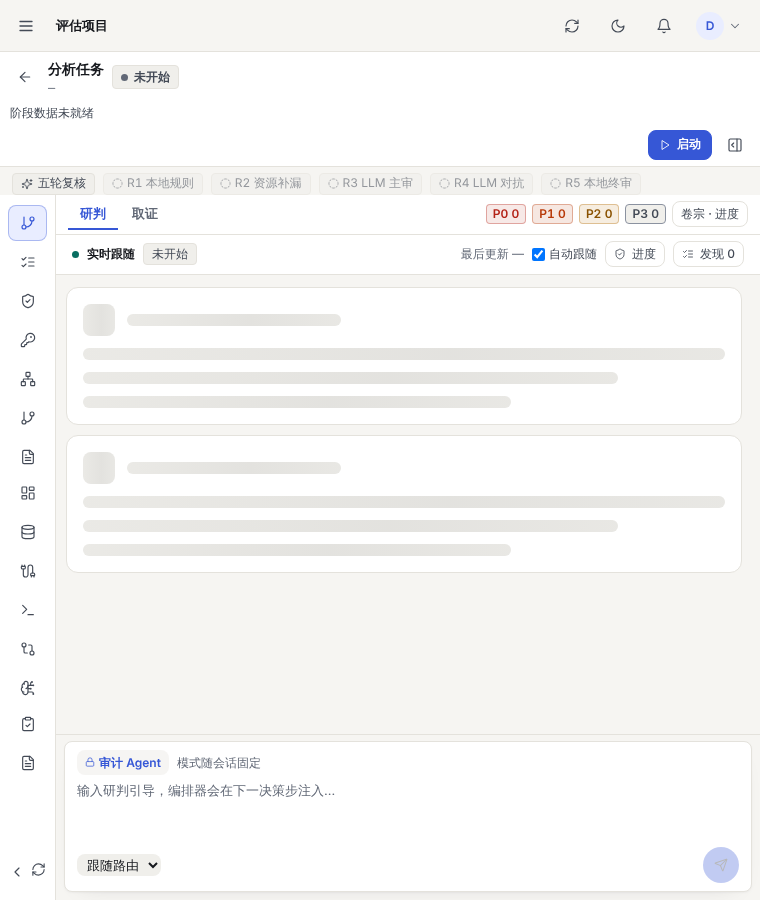 评估项目
D
分析任务
—
未开始
阶段数据未就绪
启动
五轮复核 R1 本地规则 R2 资源补漏 R3 LLM 主审 R4 LLM 对抗 R5 本地终审
研判 取证 P0 0 P1 0 P2 0 P3 0 卷宗 · 进度
实时跟随 未开始 最后更新 — 自动跟随 进度 发现 0
审计 Agent 模式随会话固定
输入研判引导，编排器会在下一决策步注入...
跟随路由